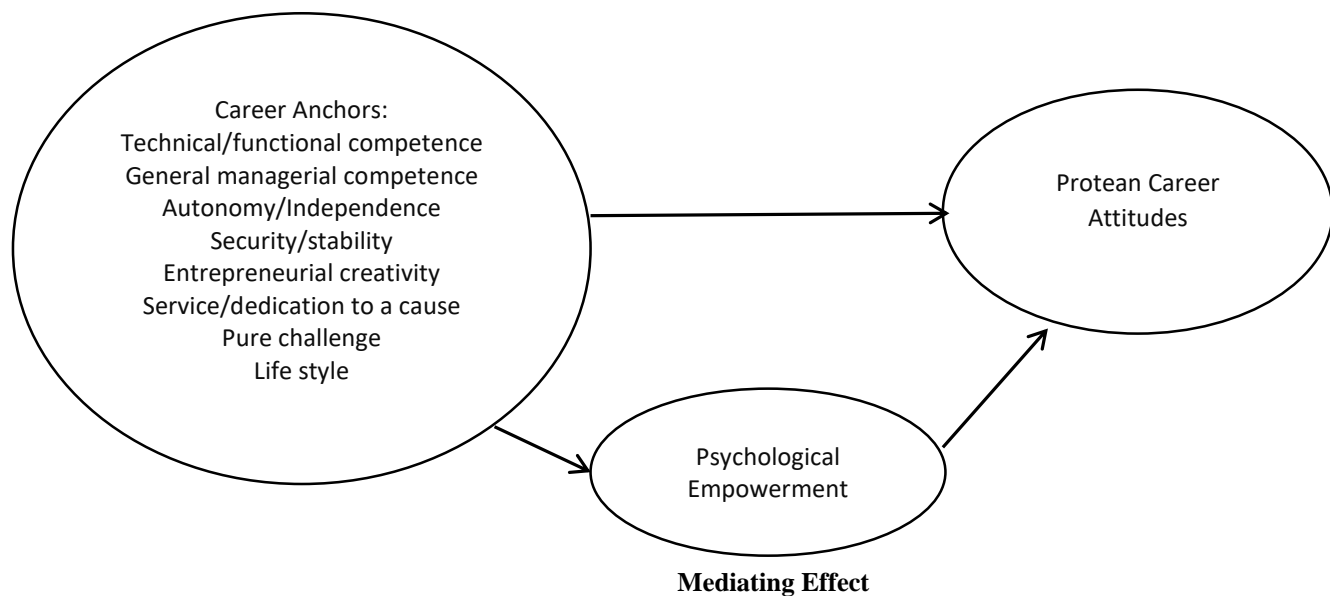 Career Anchors:
Technical/functional competence
General managerial competence
Autonomy/Independence
Security/stability
Entrepreneurial creativity
Service/dedication to a cause
Pure challenge
Life style
Protean Career
Attitudes
Psychological
Empowerment
Mediating Effect